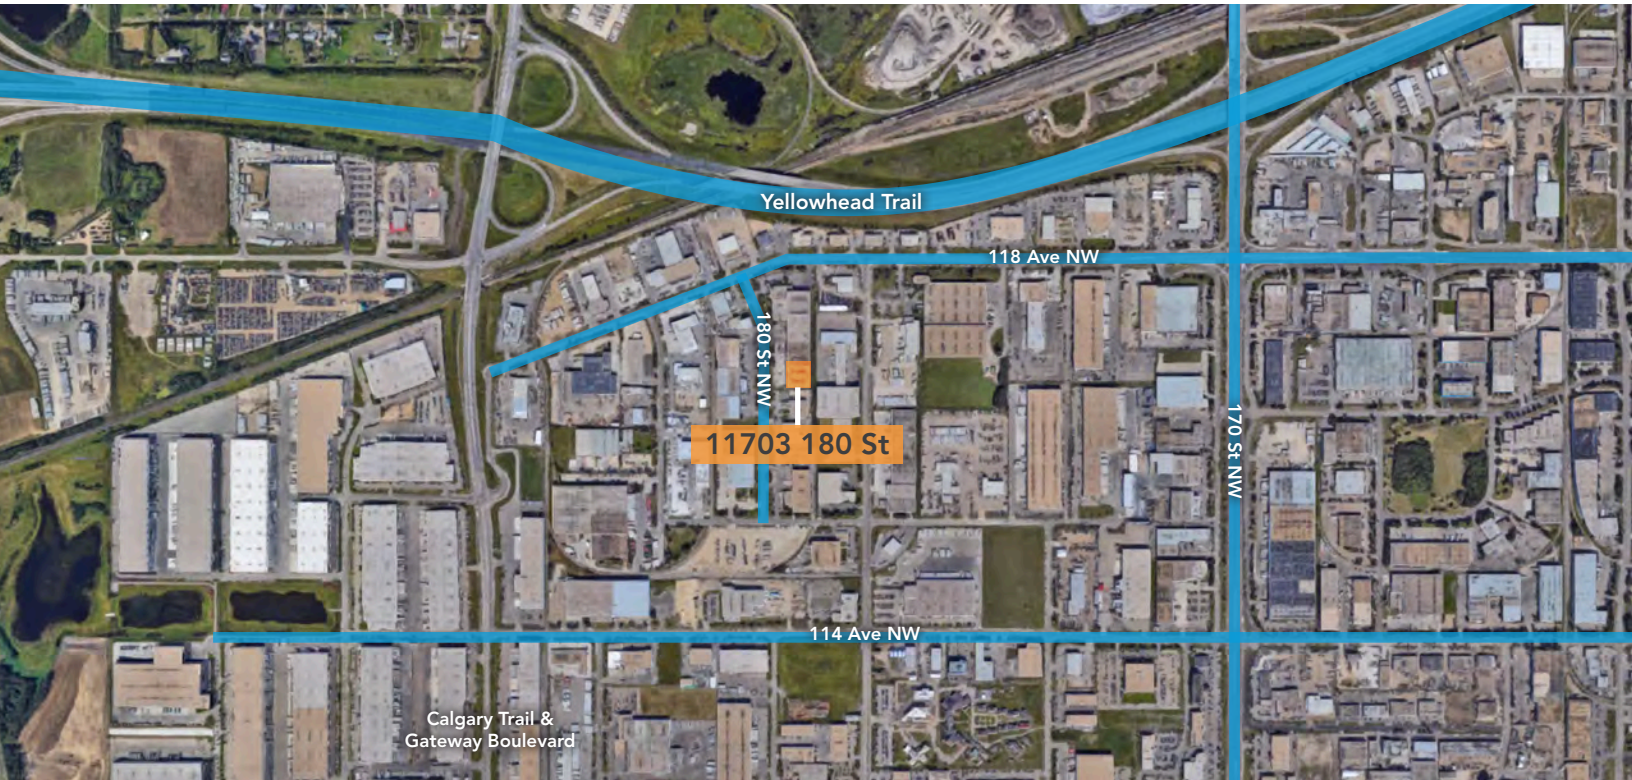 Yellowhead Trail
118 Ave NW
180 St NW
11703 180 St
170 St NW
114 Ave NW
Calgary Trail &
Gateway Boulevard